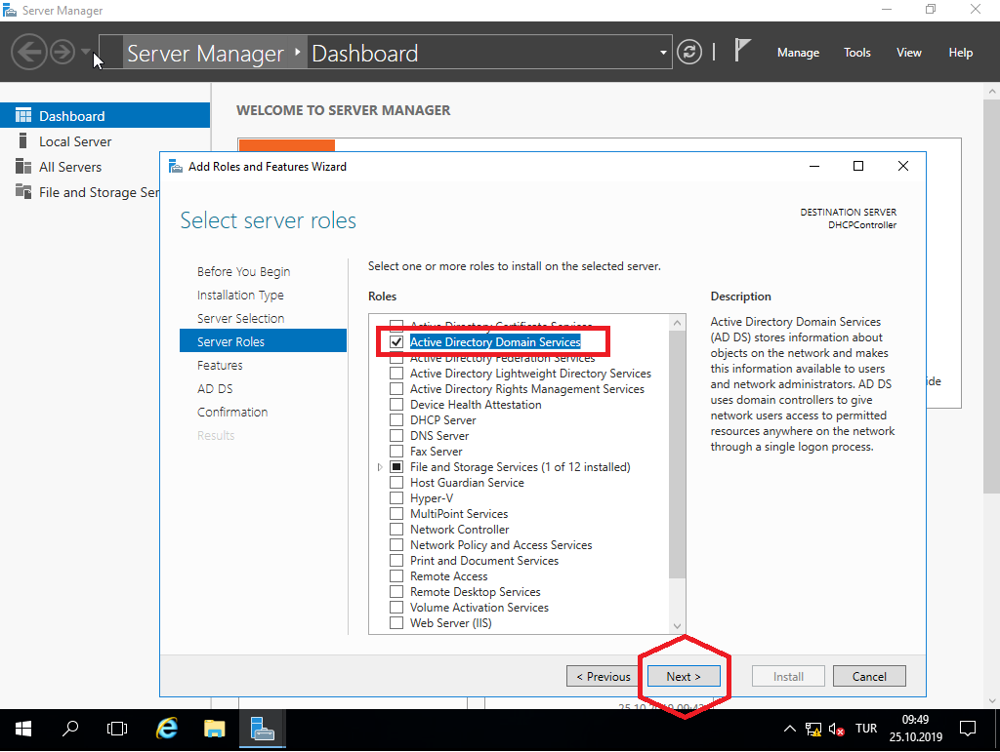 Server Manager
Server Manager ‣ Dashboard
Manage Tools View Help
Dashboard
Local Server
All Servers
File and Storage Ser
WELCOME TO SERVER MANAGER
Add Roles and Features Wizard
Select server roles
DESTINATION SERVER
DHCPController
Before You Begin
Installation Type
Server Selection
Server Roles
Features
AD DS
Confirmation
Results
Select one or more roles to install on the selected server.
Roles
Active Directory Certificate Services
Active Directory Domain Services
Active Directory Federation Services
Active Directory Lightweight Directory Services
Active Directory Rights Management Services
Device Health Attestation
DHCP Server
DNS Server
Fax Server
File and Storage Services (1 of 12 installed)
Host Guardian Service
Hyper-V
MultiPoint Services
Network Controller
Network Policy and Access Services
Print and Document Services
Remote Access
Remote Desktop Services
Volume Activation Services
Web Server (IIS)
Description
Active Directory Domain Services
(AD DS) stores information about
objects on the network and makes
this information available to users
and network administrators. AD DS
uses domain controllers to give
network users access to permitted
resources anywhere on the network
through a single logon process.
ide
< Previous
Next >
Install
Cancel
TUR
09:49
25.10.2019